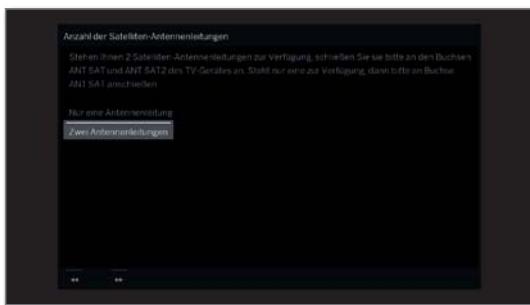 Anzahl der Satelliten-Antennenleitungen
Stehen Ihnen 2 Satelliten-Antennenleitungen zur Verfügung, schließen Sie sie bitte an den Buchsen
ANT SAT und ANT SAT2 des TV-Gerätes an. Steht nur eine zur Verfügung, dann bitte an Buchse
ANT SAT anschließen
Nur eine Antennenleitung
Zwei Antennenleitungen